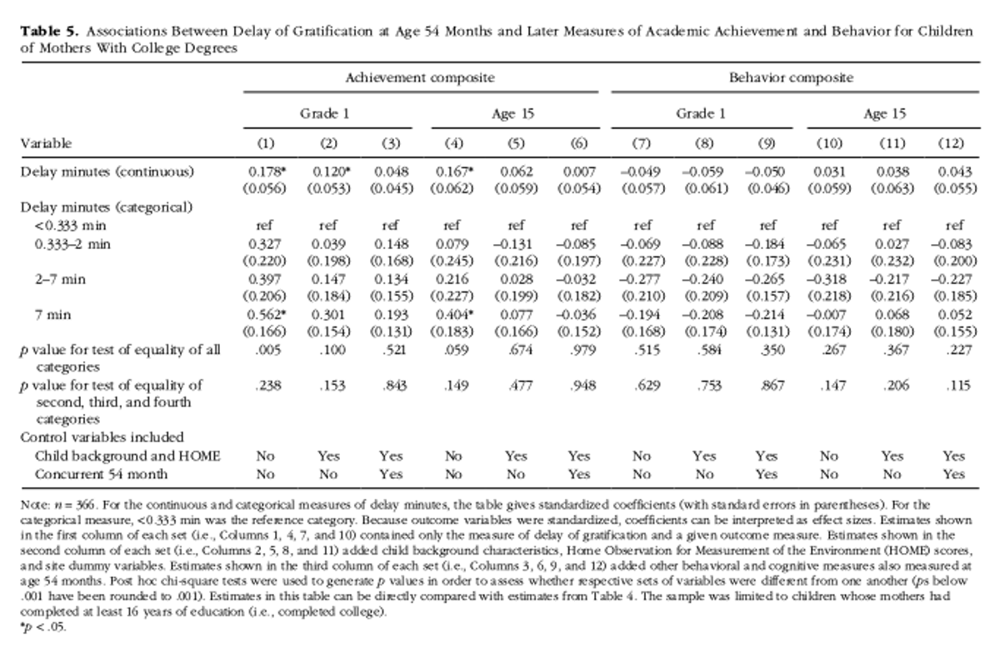 Table 5. Associations Between Delay of Gratification at Age 54 Months and Later Measures of Academic Achievement and Behavior for Children
of Mothers With College Degrees
Achievement composite Behavior composite
Grade 1 Age 15 Grade 1 Age 15
Variable (1) (2) (3) (4) (5) (6) (7) (8) (9) (10) (11) (12)
Delay minutes (continuous) 0.178* 0.120* 0.048 0.167* 0.062 0.007 –0.049 –0.059 –0.050 0.031 0.038 0.043
(0.056) (0.053) (0.045) (0.062) (0.059) (0.054) (0.057) (0.061) (0.046) (0.059) (0.063) (0.055)
Delay minutes (categorical)
<0.333 min ref ref ref ref ref ref ref ref ref ref ref ref
0.333–2 min 0.327 0.039 0.148 0.079 –0.131 –0.085 –0.069 –0.088 –0.184 –0.065 0.027 –0.083
(0.220) (0.198) (0.168) (0.245) (0.216) (0.197) (0.227) (0.228) (0.173) (0.231) (0.232) (0.200)
2–7 min 0.397 0.147 0.134 0.216 0.028 –0.032 –0.277 –0.240 –0.265 –0.318 –0.217 –0.227
(0.206) (0.184) (0.155) (0.227) (0.199) (0.182) (0.210) (0.209) (0.157) (0.218) (0.216) (0.185)
7 min 0.562* 0.301 0.193 0.404* 0.077 –0.036 –0.194 –0.208 –0.214 –0.007 0.068 0.052
(0.166) (0.154) (0.131) (0.183) (0.166) (0.152) (0.168) (0.174) (0.131) (0.174) (0.180) (0.155)
p value for test of equality of all .005 .100 .521 .059 .674 .979 .515 .584 .350 .267 .367 .227
categories
p value for test of equality of .238 .153 .843 .149 .477 .948 .629 .753 .867 .147 .206 .115
second, third, and fourth
categories
Control variables included
Child background and HOME No Yes Yes No Yes Yes No Yes Yes No Yes Yes
Concurrent 54 month No No Yes No No Yes No No Yes No No Yes
Note: n = 366. For the continuous and categorical measures of delay minutes, the table gives standardized coefficients (with standard errors in parentheses). For the
categorical measure, <0.333 min was the reference category. Because outcome variables were standardized, coefficients can be interpreted as effect sizes. Estimates shown
in the first column of each set (i.e., Columns 1, 4, 7, and 10) contained only the measure of delay of gratification and a given outcome measure. Estimates shown in the
second column of each set (i.e., Columns 2, 5, 8, and 11) added child background characteristics, Home Observation for Measurement of the Environment (HOME) scores,
and site dummy variables. Estimates shown in the third column of each set (i.e., Columns 3, 6, 9, and 12) added other behavioral and cognitive measures also measured at
age 54 months. Post hoc chi-square tests were used to generate p values in order to assess whether respective sets of variables were different from one another (ps below
.001 have been rounded to .001). Estimates in this table can be directly compared with estimates from Table 4. The sample was limited to children whose mothers had
completed at least 16 years of education (i.e., completed college).
*p < .05.